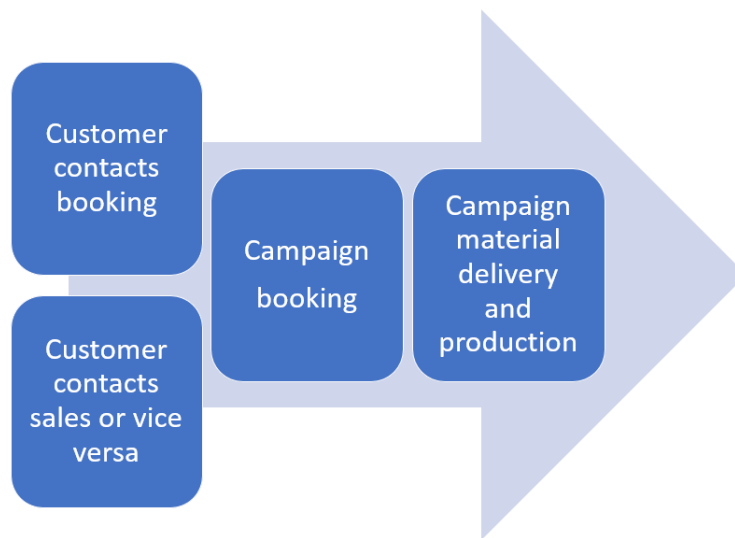 Customer
contacts
booking
Customer
contacts
sales or vice
versa
Campaign
booking
Campaign
material
delivery
and
production